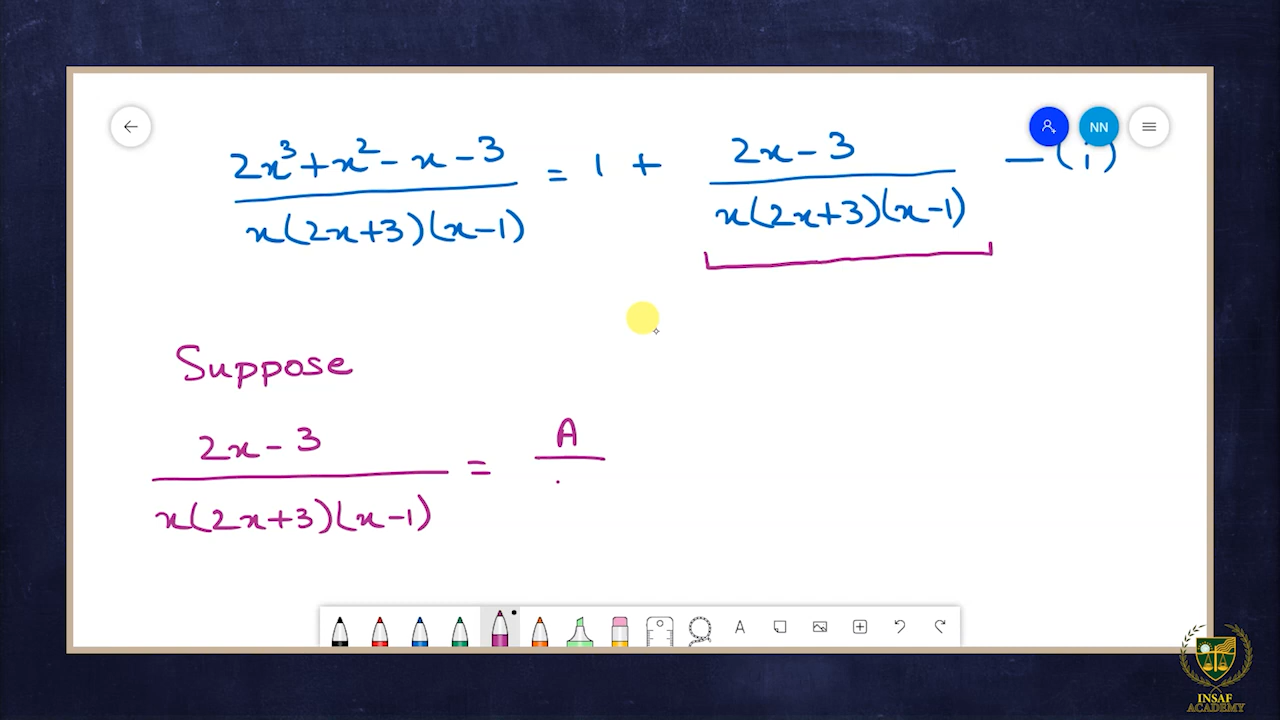 NN
(2x³ + x² - x - 3) / (x(2x+3)(x-1)) = 1 + (2x - 3) / (x(2x+3)(x-1)) — (i)
Suppose
(2x - 3) / (x(2x+3)(x-1)) = A /
A
INSAF
ACADEMY